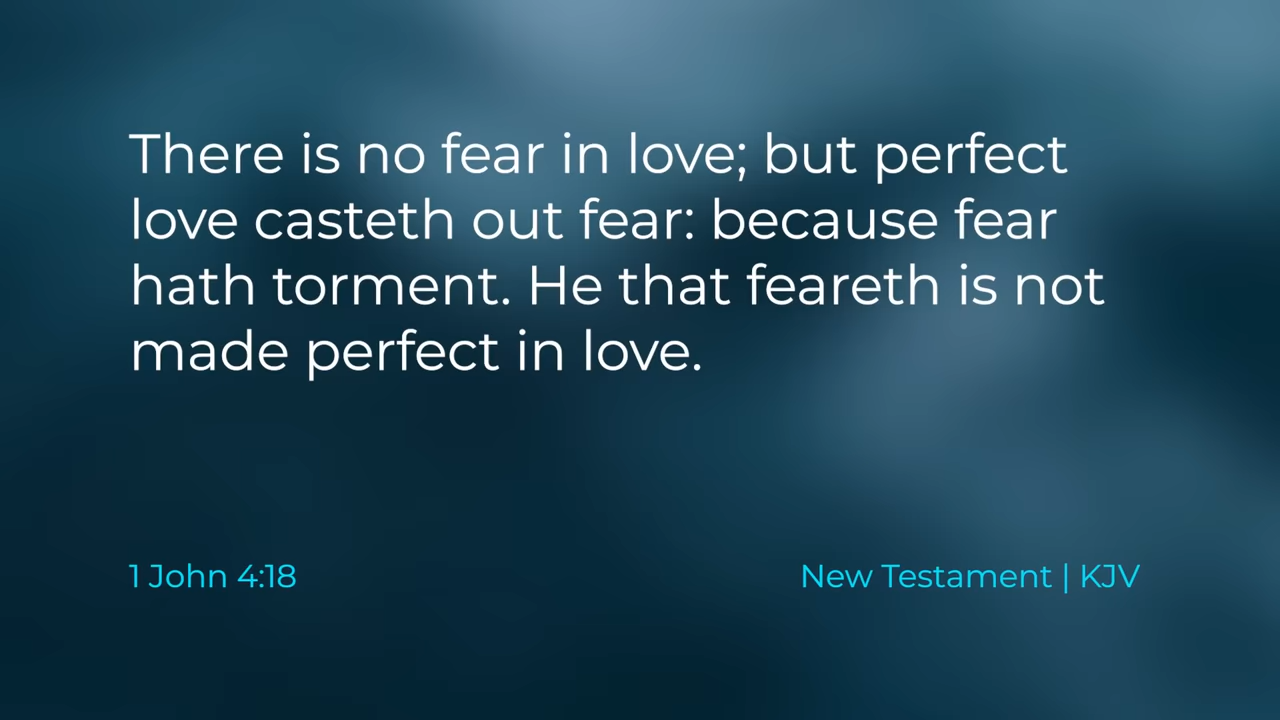 There is no fear in love; but perfect
love casteth out fear: because fear
hath torment. He that feareth is not
made perfect in love.
1 John 4:18
New Testament | KJV